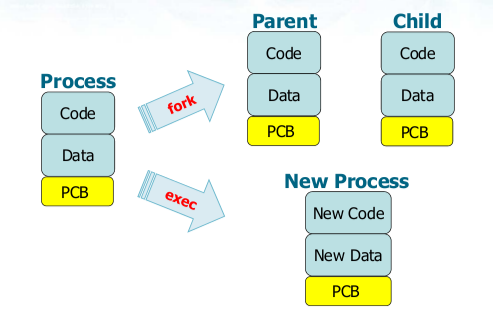 Parent
Child
Code
Code
Process
fork
Data
Data
Code
PCB
PCB
Data
New Process
PCB
exec
New Code
New Data
PCB